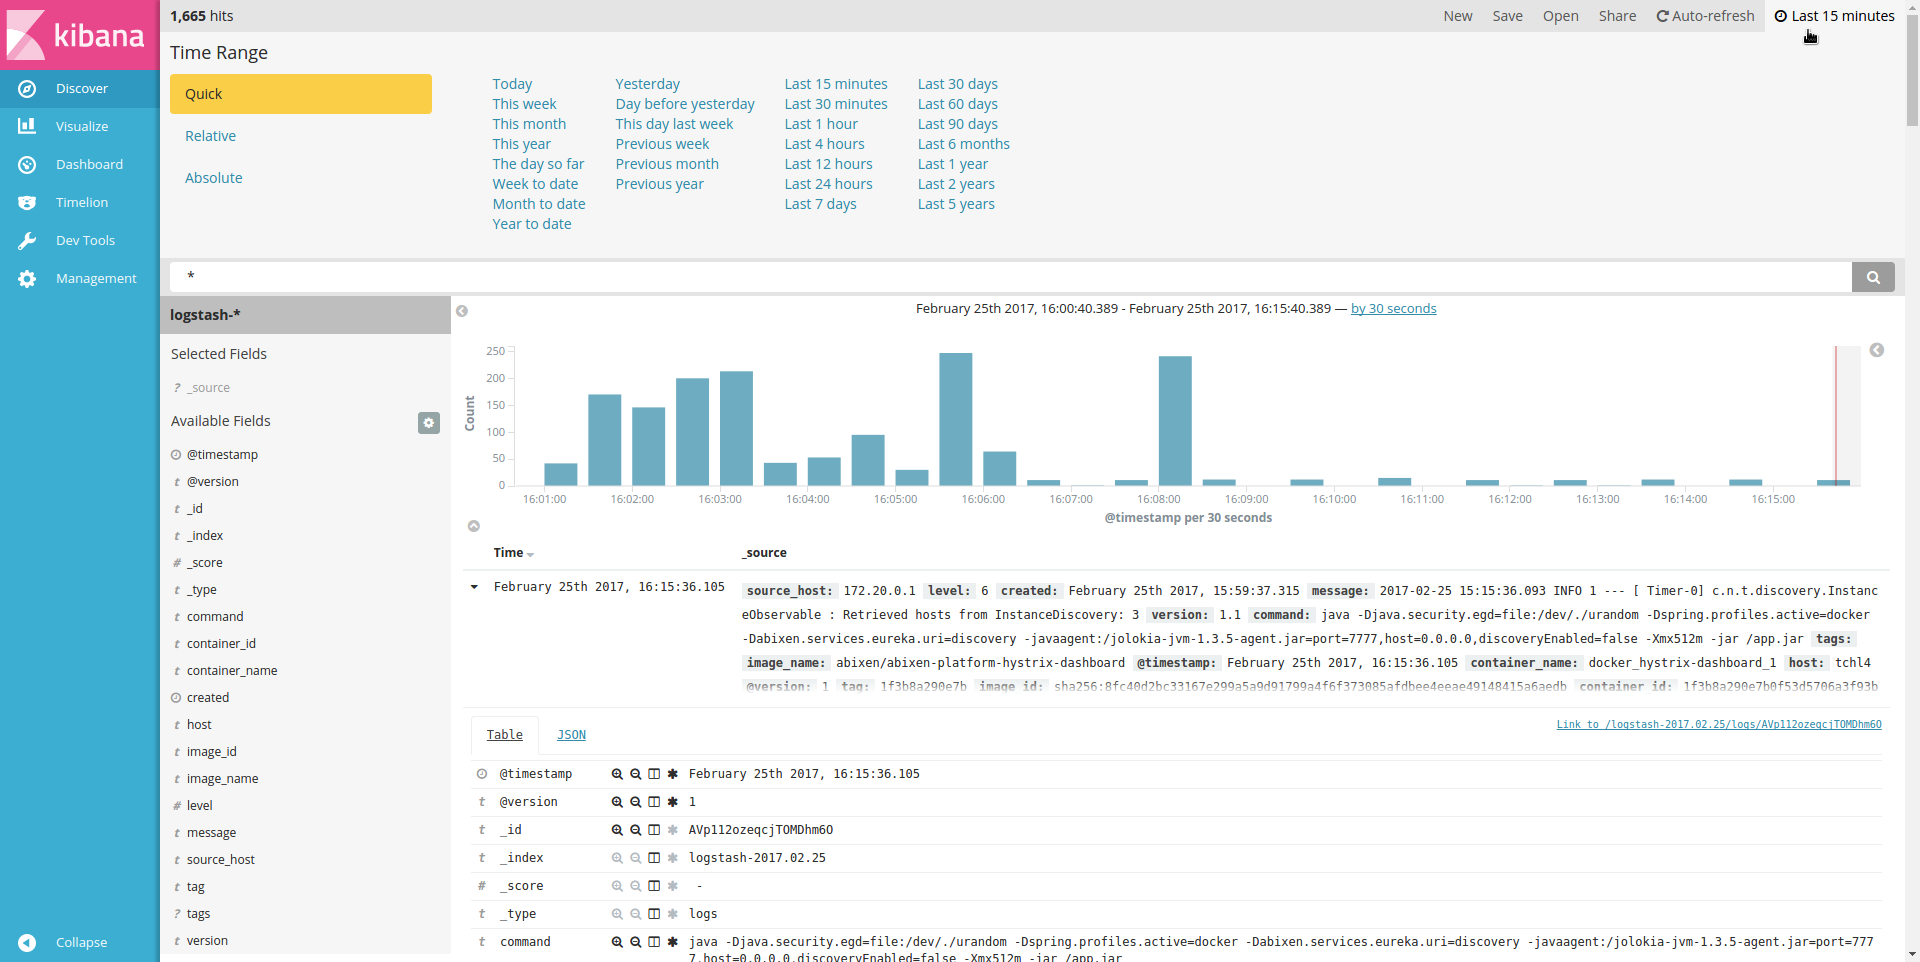 kibana
Discover
Visualize
Dashboard
Timelion
Dev Tools
Management
Collapse
1,665 hits
New Save Open Share Auto-refresh Last 15 minutes
Time Range
Quick
Relative
Absolute
Today
This week
This month
This year
The day so far
Week to date
Month to date
Year to date
Yesterday
Day before yesterday
This day last week
Previous week
Previous month
Previous year
Last 15 minutes
Last 30 minutes
Last 1 hour
Last 4 hours
Last 12 hours
Last 24 hours
Last 7 days
Last 30 days
Last 60 days
Last 90 days
Last 6 months
Last 1 year
Last 2 years
Last 5 years
*
logstash-*
Selected Fields
? _source
Available Fields
@timestamp
t @version
t _id
t _index
# _score
t _type
t command
t container_id
t container_name
created
t host
t image_id
t image_name
# level
t message
t source_host
t tag
? tags
t version
February 25th 2017, 16:00:40.389 - February 25th 2017, 16:15:40.389 — by 30 seconds
Count
250
200
150
100
50
0
16:01:00 16:02:00 16:03:00 16:04:00 16:05:00 16:06:00 16:07:00 16:08:00 16:09:00 16:10:00 16:11:00 16:12:00 16:13:00 16:14:00 16:15:00
@timestamp per 30 seconds
Time _source
February 25th 2017, 16:15:36.105
source_host: 172.20.0.1 level: 6 created: February 25th 2017, 15:59:37.315 message: 2017-02-25 15:15:36.093 INFO 1 --- [ Timer-0] c.n.t.discovery.Instanc
eObservable : Retrieved hosts from InstanceDiscovery: 3 version: 1.1 command: java -Djava.security.egd=file:/dev/./urandom -Dspring.profiles.active=docker
-Dabixen.services.eureka.uri=discovery -javaagent:/jolokia-jvm-1.3.5-agent.jar=port=7777,host=0.0.0.0,discoveryEnabled=false -Xmx512m -jar /app.jar tags:
image_name: abixen/abixen-platform-hystrix-dashboard @timestamp: February 25th 2017, 16:15:36.105 container_name: docker_hystrix-dashboard_1 host: tchl4
@version: 1 tag: 1f3b8a290e7b image_id: sha256:8fc40d2bc33167e299a5a9d91799a4f6f373085afdbee4eeae49148415a6aedb container_id: 1f3b8a290e7b0f53d5706a3f93b
Table JSON
Link to /logstash-2017.02.25/logs/AVp112ozeqcjTOMDhm6O
@timestamp February 25th 2017, 16:15:36.105
t @version 1
t _id AVp112ozeqcjTOMDhm6O
t _index logstash-2017.02.25
# _score -
t _type logs
t command java -Djava.security.egd=file:/dev/./urandom -Dspring.profiles.active=docker -Dabixen.services.eureka.uri=discovery -javaagent:/jolokia-jvm-1.3.5-agent.jar=port=777
7,host=0.0.0.0,discoveryEnabled=false -Xmx512m -jar /app.jar